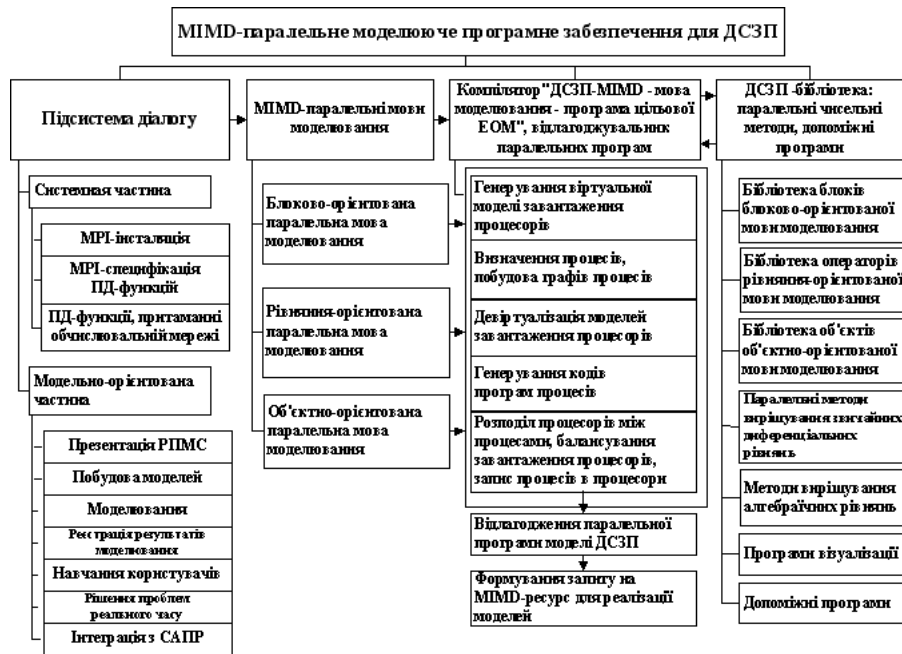 MIMD-паралельне моделююче програмне забезпечення для ДСЗП
Підсистема діалогу
Системная частина
MPI-інсталяція
MPI-специфікація
ПД-функцій
ПД-функції, притаманні
обчислювальній мережі
Модельно-орієнтована
частина
Презентація РПМС
Побудова моделей
Моделювання
Реєстрація результатів
моделювання
Навчання користувачів
Рішення проблем
реального часу
Інтеграція з САПР
MIMD-паралельні мови
моделювання
Блоково-орієнтована
паралельна мова
моделювання
Рівняння-орієнтована
паралельна мова
моделювання
Об'єктно-орієнтована
паралельна мова
моделювання
Компілятор "ДСЗП-MIMD - мова
моделювання - програма цільової
ЕОМ", відлагоджувальник
паралельних програм
Генерування віртуальної
моделі завантаження
процесорів
Визначення процесів,
побудова графів процесів
Девіртуалізація моделей
завантаження процесорів
Генерування кодів
програм процесів
Розподіл процесорів між
процесами, балансування
завантаження процесорів,
запис процесів в процесори
Відлагодження паралельної
програми моделі ДСЗП
Формування запиту на
MIMD-ресурс для реалізації
моделей
ДСЗП -бібліотека:
паралельні чисельні
методи, допоміжні
програми
Бібліотека блоків
блоково-орієнтованої
мови моделювання
Бібліотека операторів
рівняння-орієнтованої
мови моделювання
Бібліотека об'єктів
об'єктно-орієнтованої
мови моделювання
Паралельні методи
вирішування звичайних
диференціальних
рівнянь
Методи вирішування
алгебраїчних рівнянь
Програми візуалізації
Допоміжні програми